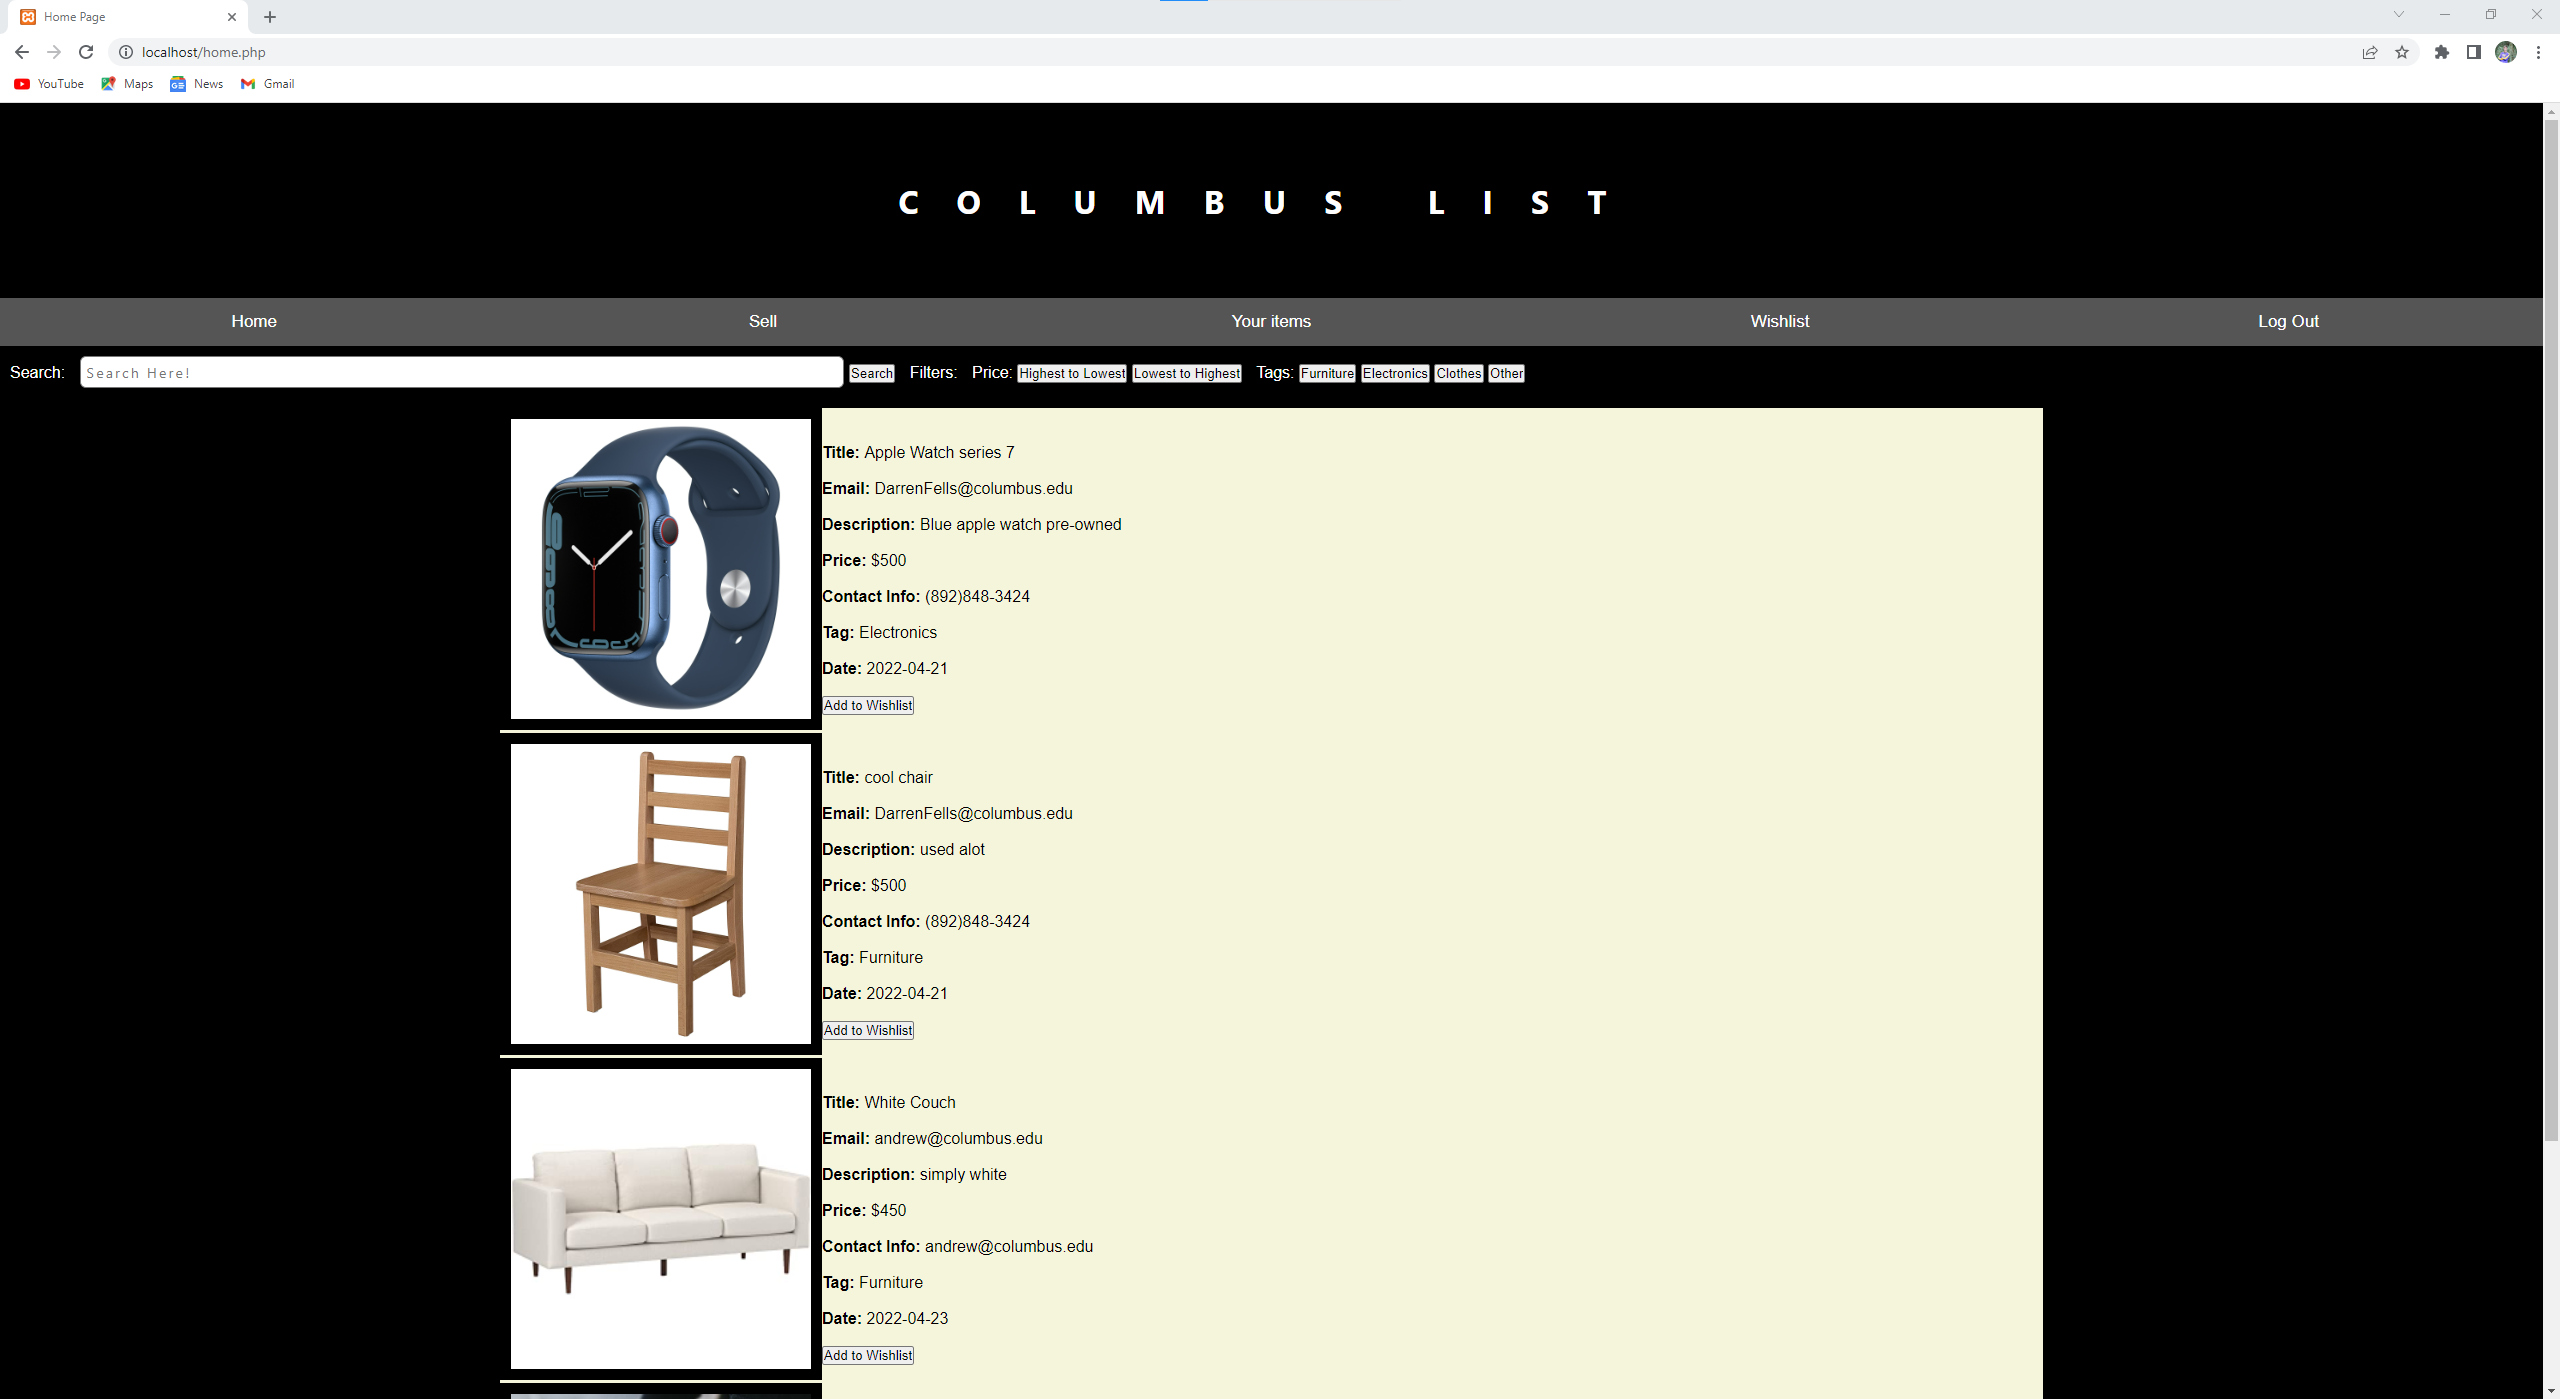 Home Page
localhost/home.php
YouTube Maps News Gmail
COLUMBUS LIST
Home Sell Your items Wishlist Log Out
Search: Search Here! Search Filters: Price: Highest to Lowest Lowest to Highest Tags: Furniture Electronics Clothes Other
Title: Apple Watch series 7
Email: DarrenFells@columbus.edu
Description: Blue apple watch pre-owned
Price: $500
Contact Info: (892)848-3424
Tag: Electronics
Date: 2022-04-21
Add to Wishlist
Title: cool chair
Email: DarrenFells@columbus.edu
Description: used alot
Price: $500
Contact Info: (892)848-3424
Tag: Furniture
Date: 2022-04-21
Add to Wishlist
Title: White Couch
Email: andrew@columbus.edu
Description: simply white
Price: $450
Contact Info: andrew@columbus.edu
Tag: Furniture
Date: 2022-04-23
Add to Wishlist